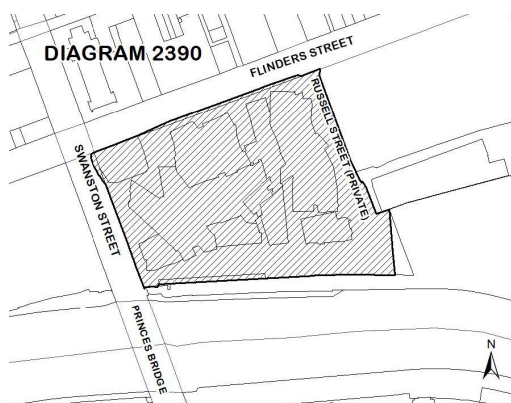 DIAGRAM 2390
FLINDERS STREET
RUSSELL STREET (PRIVATE)
SWANSTON STREET
PRINCES BRIDGE
N